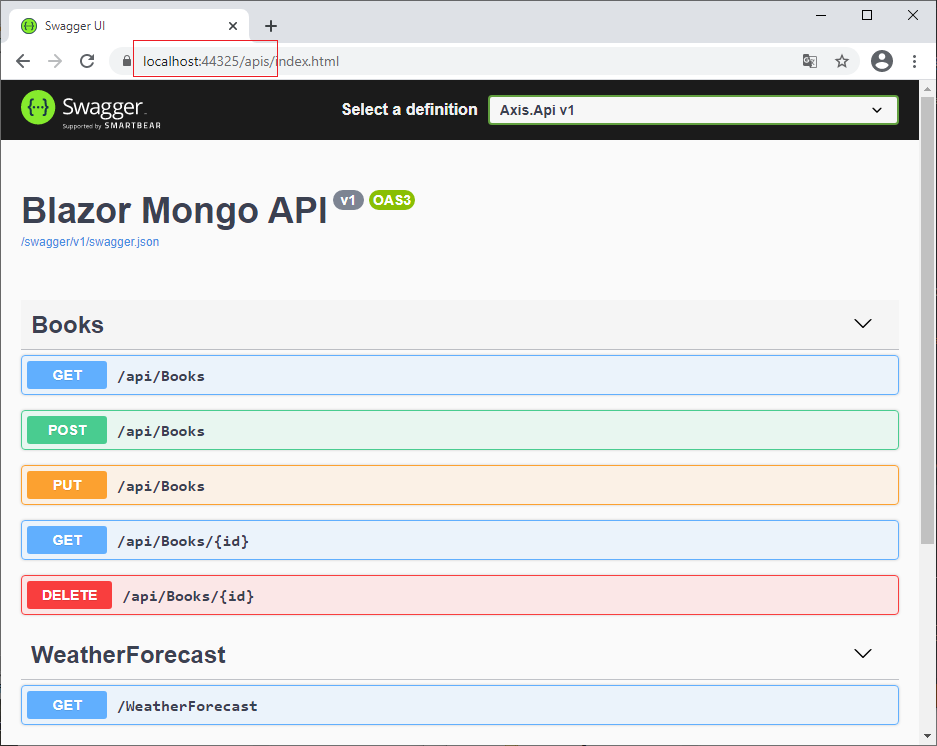 Swagger UI
localhost:44325/apis/index.html
Swagger
Supported by SMARTBEAR
Select a definition
Axis.Api v1
Blazor Mongo API v1 OAS3
/swagger/v1/swagger.json
Books
GET /api/Books
POST /api/Books
PUT /api/Books
GET /api/Books/{id}
DELETE /api/Books/{id}
WeatherForecast
GET /WeatherForecast